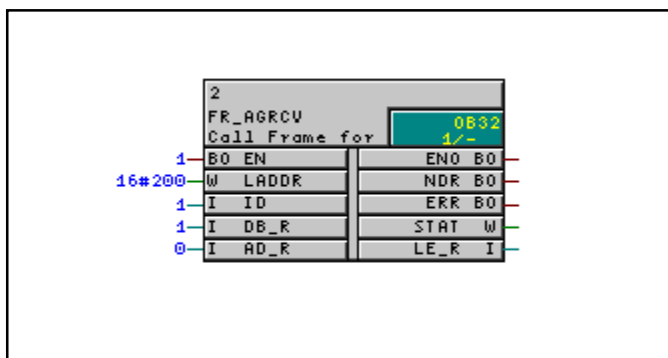 2
FR_AGRCV
Call Frame for
OB32
1/-
1 BO EN ENO BO
16#200 W LADDR NDR BO
1 I ID ERR BO
1 I DB_R STAT W
0 I AD_R LE_R I